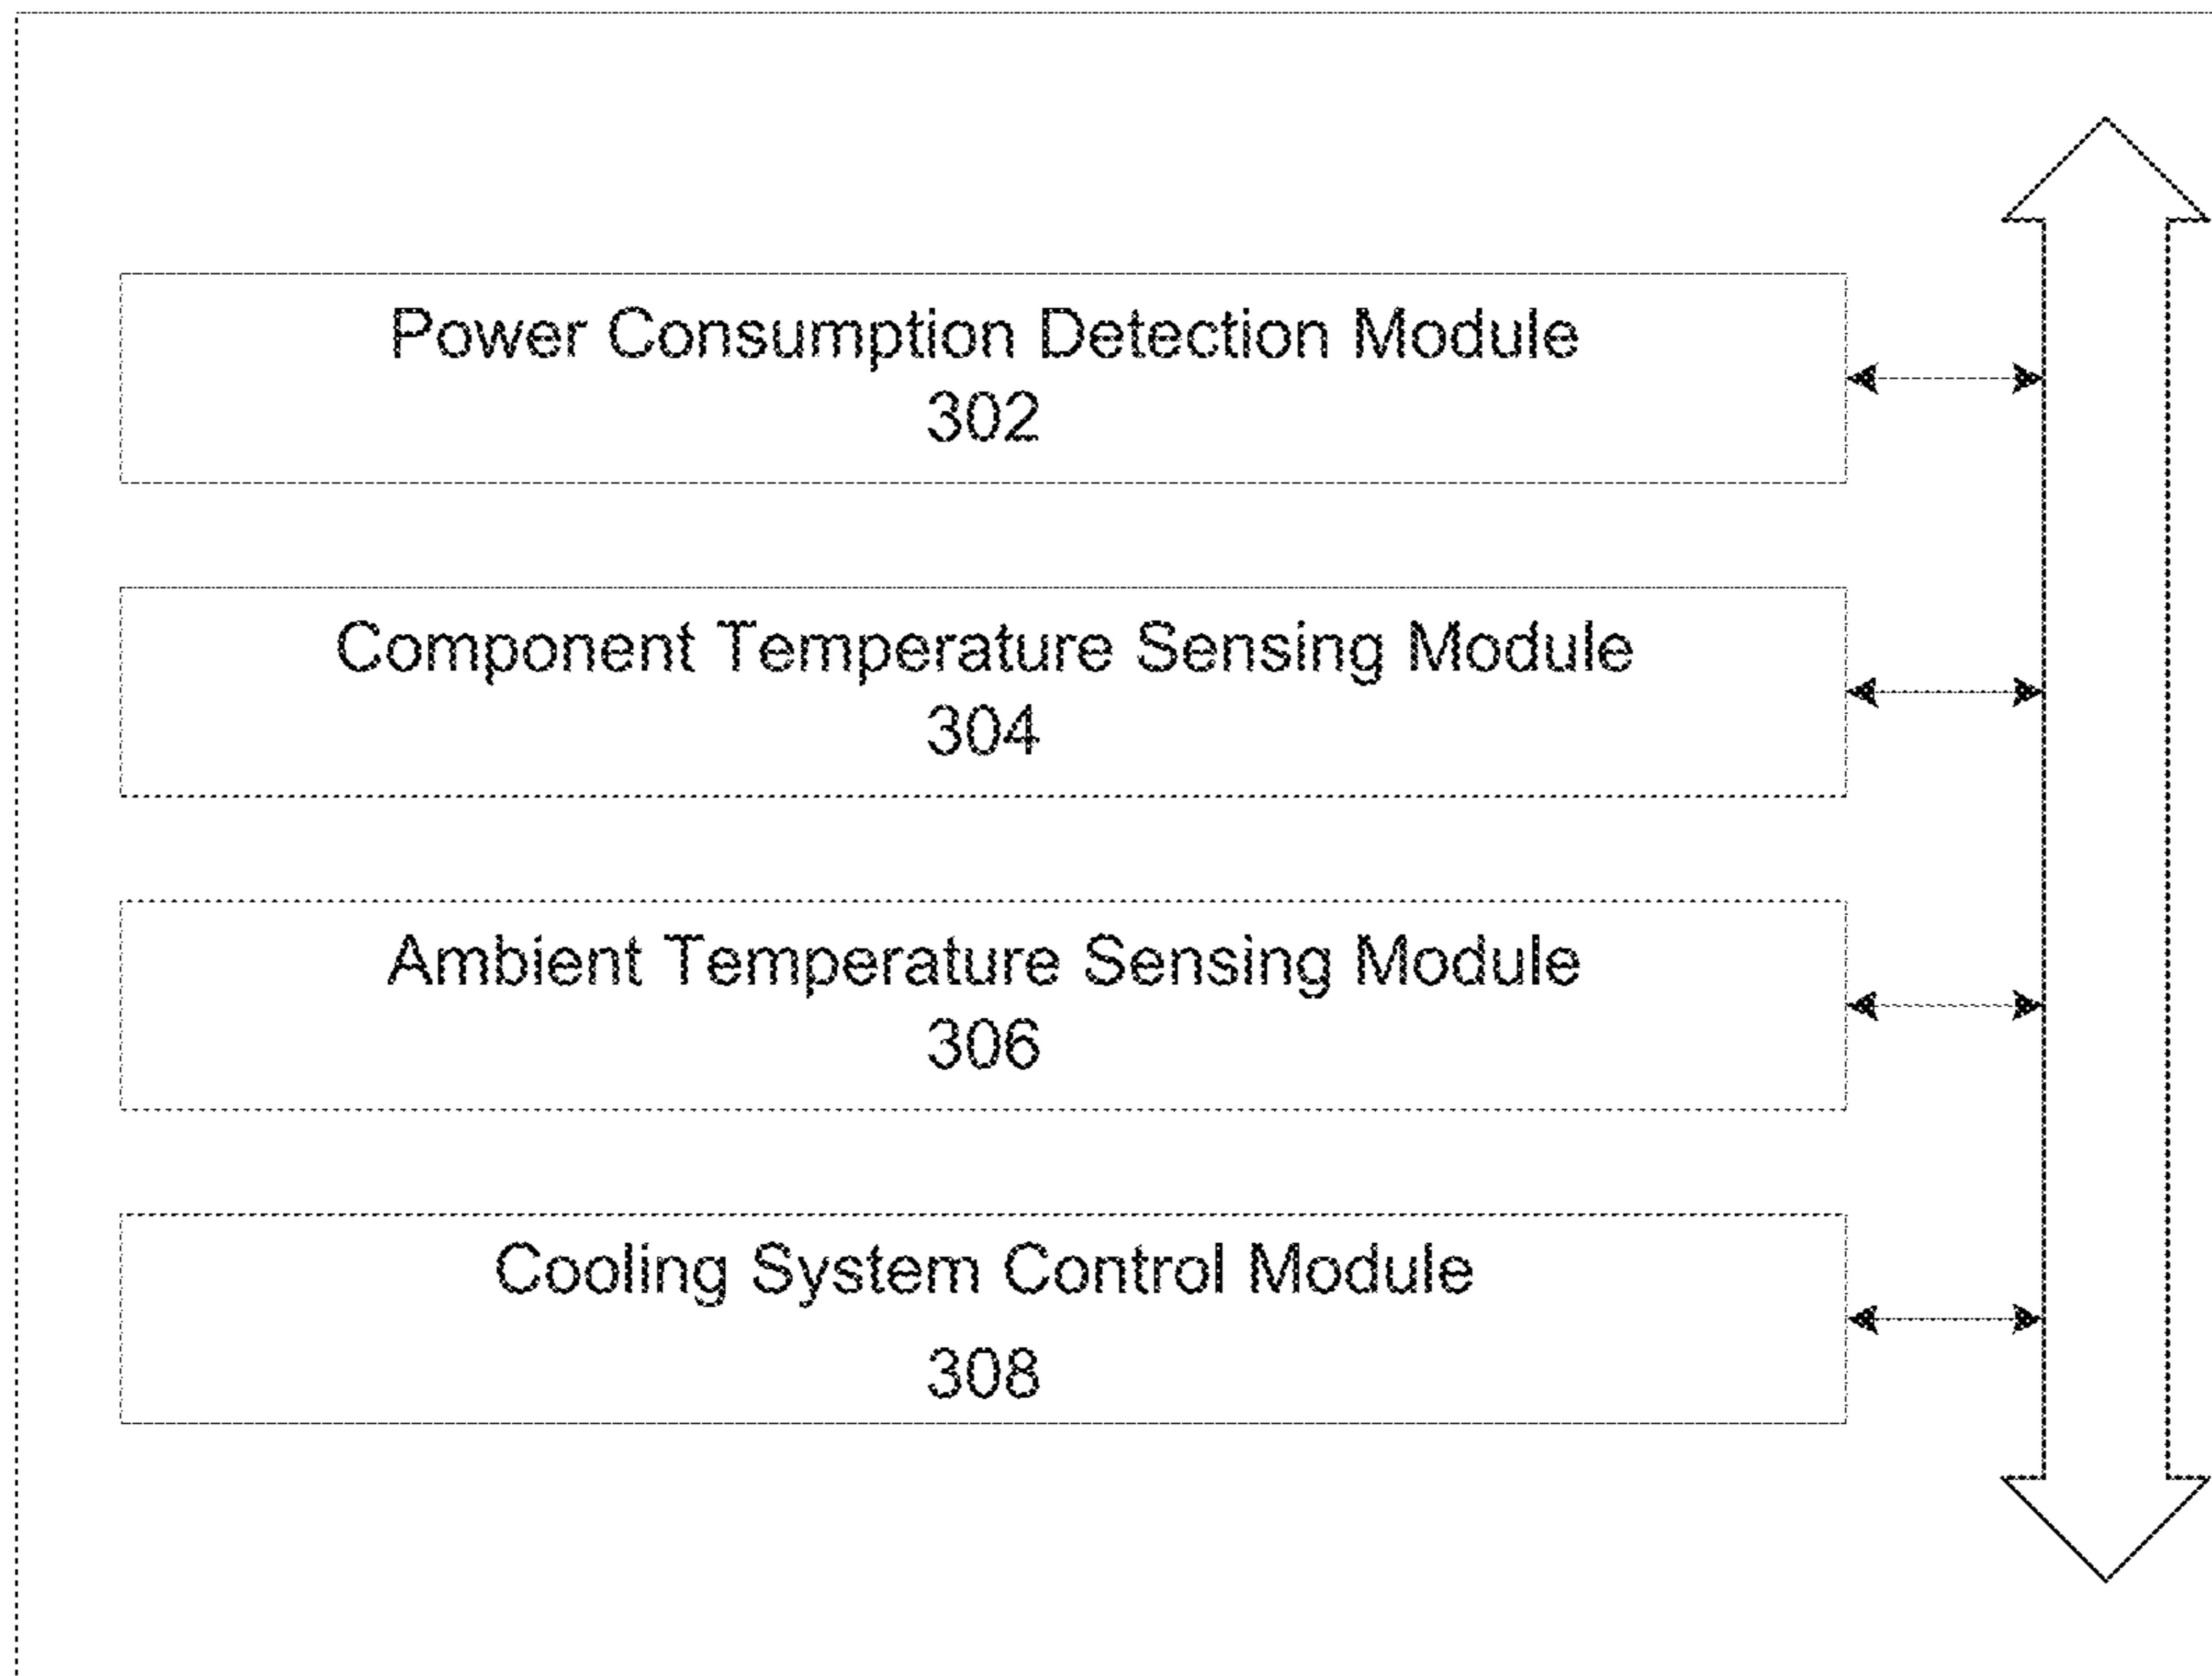 Power Consumption Detection Module
302
Component Temperature Sensing Module
304
Ambient Temperature Sensing Module
306
Cooling System Control Module
308